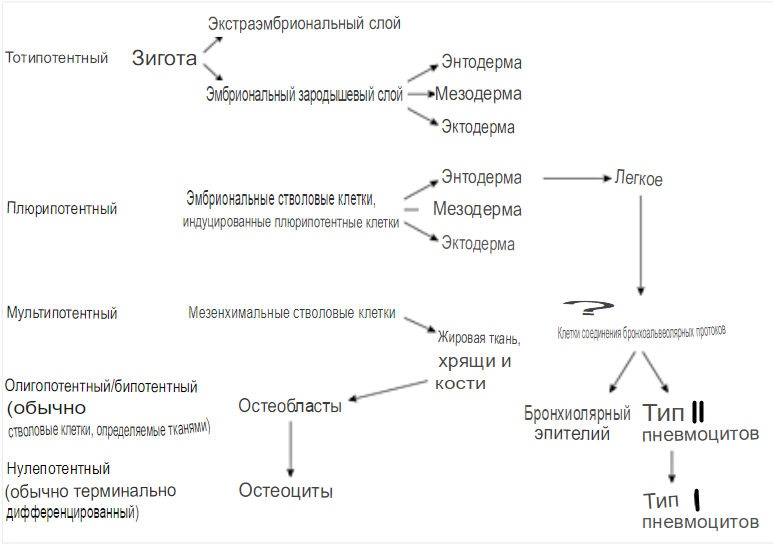 Экстраэмбриональный слой
Тотипотентный
Зигота
Эмбриональный зародышевый слой
Энтодерма
Мезодерма
Эктодерма
Плюрипотентный
Эмбриональные стволовые клетки,
индуцированные плюрипотентные клетки
Энтодерма
Мезодерма
Эктодерма
Легкое
Мультипотентный
Мезенхимальные стволовые клетки
Жировая ткань,
хрящи и
кости
?
Клетки соединения бронхоальвеолярных протоков
Олигопотентный/бипотентный
(обычно
стволовые клетки, определяемые тканями)
Остеобласты
Бронхиолярный
эпителий
Тип II
пневмоцитов
Нулепотентный
(обычно терминально
дифференцированный)
Остеоциты
Тип I
пневмоцитов